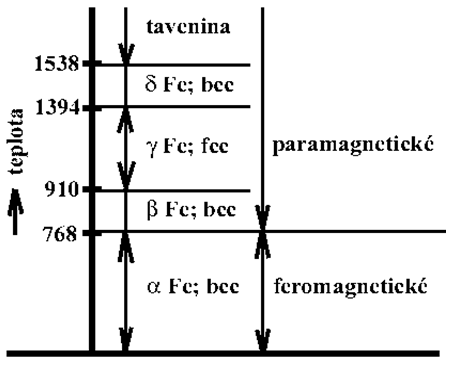 tavenina
1538
δ Fe; bcc
1394
γ Fe; fcc
paramagnetické
teplota
910
β Fe; bcc
768
α Fe; bcc
feromagnetické